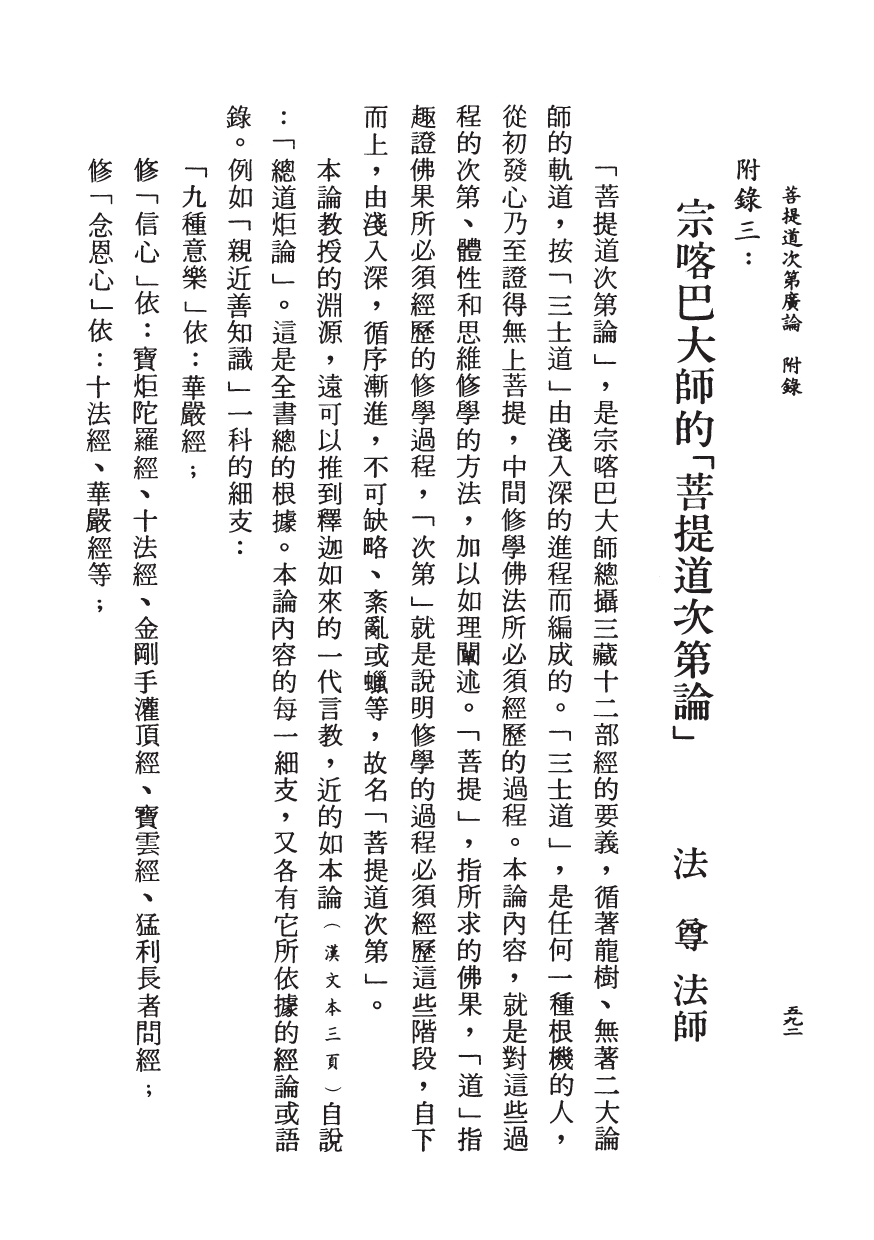 菩提道次第廣論　附錄
五九二
附錄三：
宗喀巴大師的「菩提道次第論」　　法　尊　法師
「菩提道次第論」，是宗喀巴大師總攝三藏十二部經的要義，循著龍樹、無著二大論
師的軌道，按「三士道」由淺入深的進程而編成的。「三士道」，是任何一種根機的人，
從初發心乃至證得無上菩提，中間修學佛法所必須經歷的過程。本論內容，就是對這些過
程的次第、體性和思維修學的方法，加以如理闡述。「菩提」，指所求的佛果，「道」指
趣證佛果所必須經歷的修學過程，「次第」就是說明修學的過程必須經歷這些階段，自下
而上，由淺入深，循序漸進，不可缺略、紊亂或躐等，故名「菩提道次第」。
本論教授的淵源，遠可以推到釋迦如來的一代言教，近的如本論（漢文本三頁）自說
：「總道炬論」。這是全書總的根據。本論內容的每一細支，又各有它所依據的經論或語
錄。例如「親近善知識」一科的細支：
「九種意樂」依：華嚴經；
修「信心」依：寶炬陀羅經、十法經、金剛手灌頂經、寶雲經、猛利長者問經；
修「念恩心」依：十法經、華嚴經等；